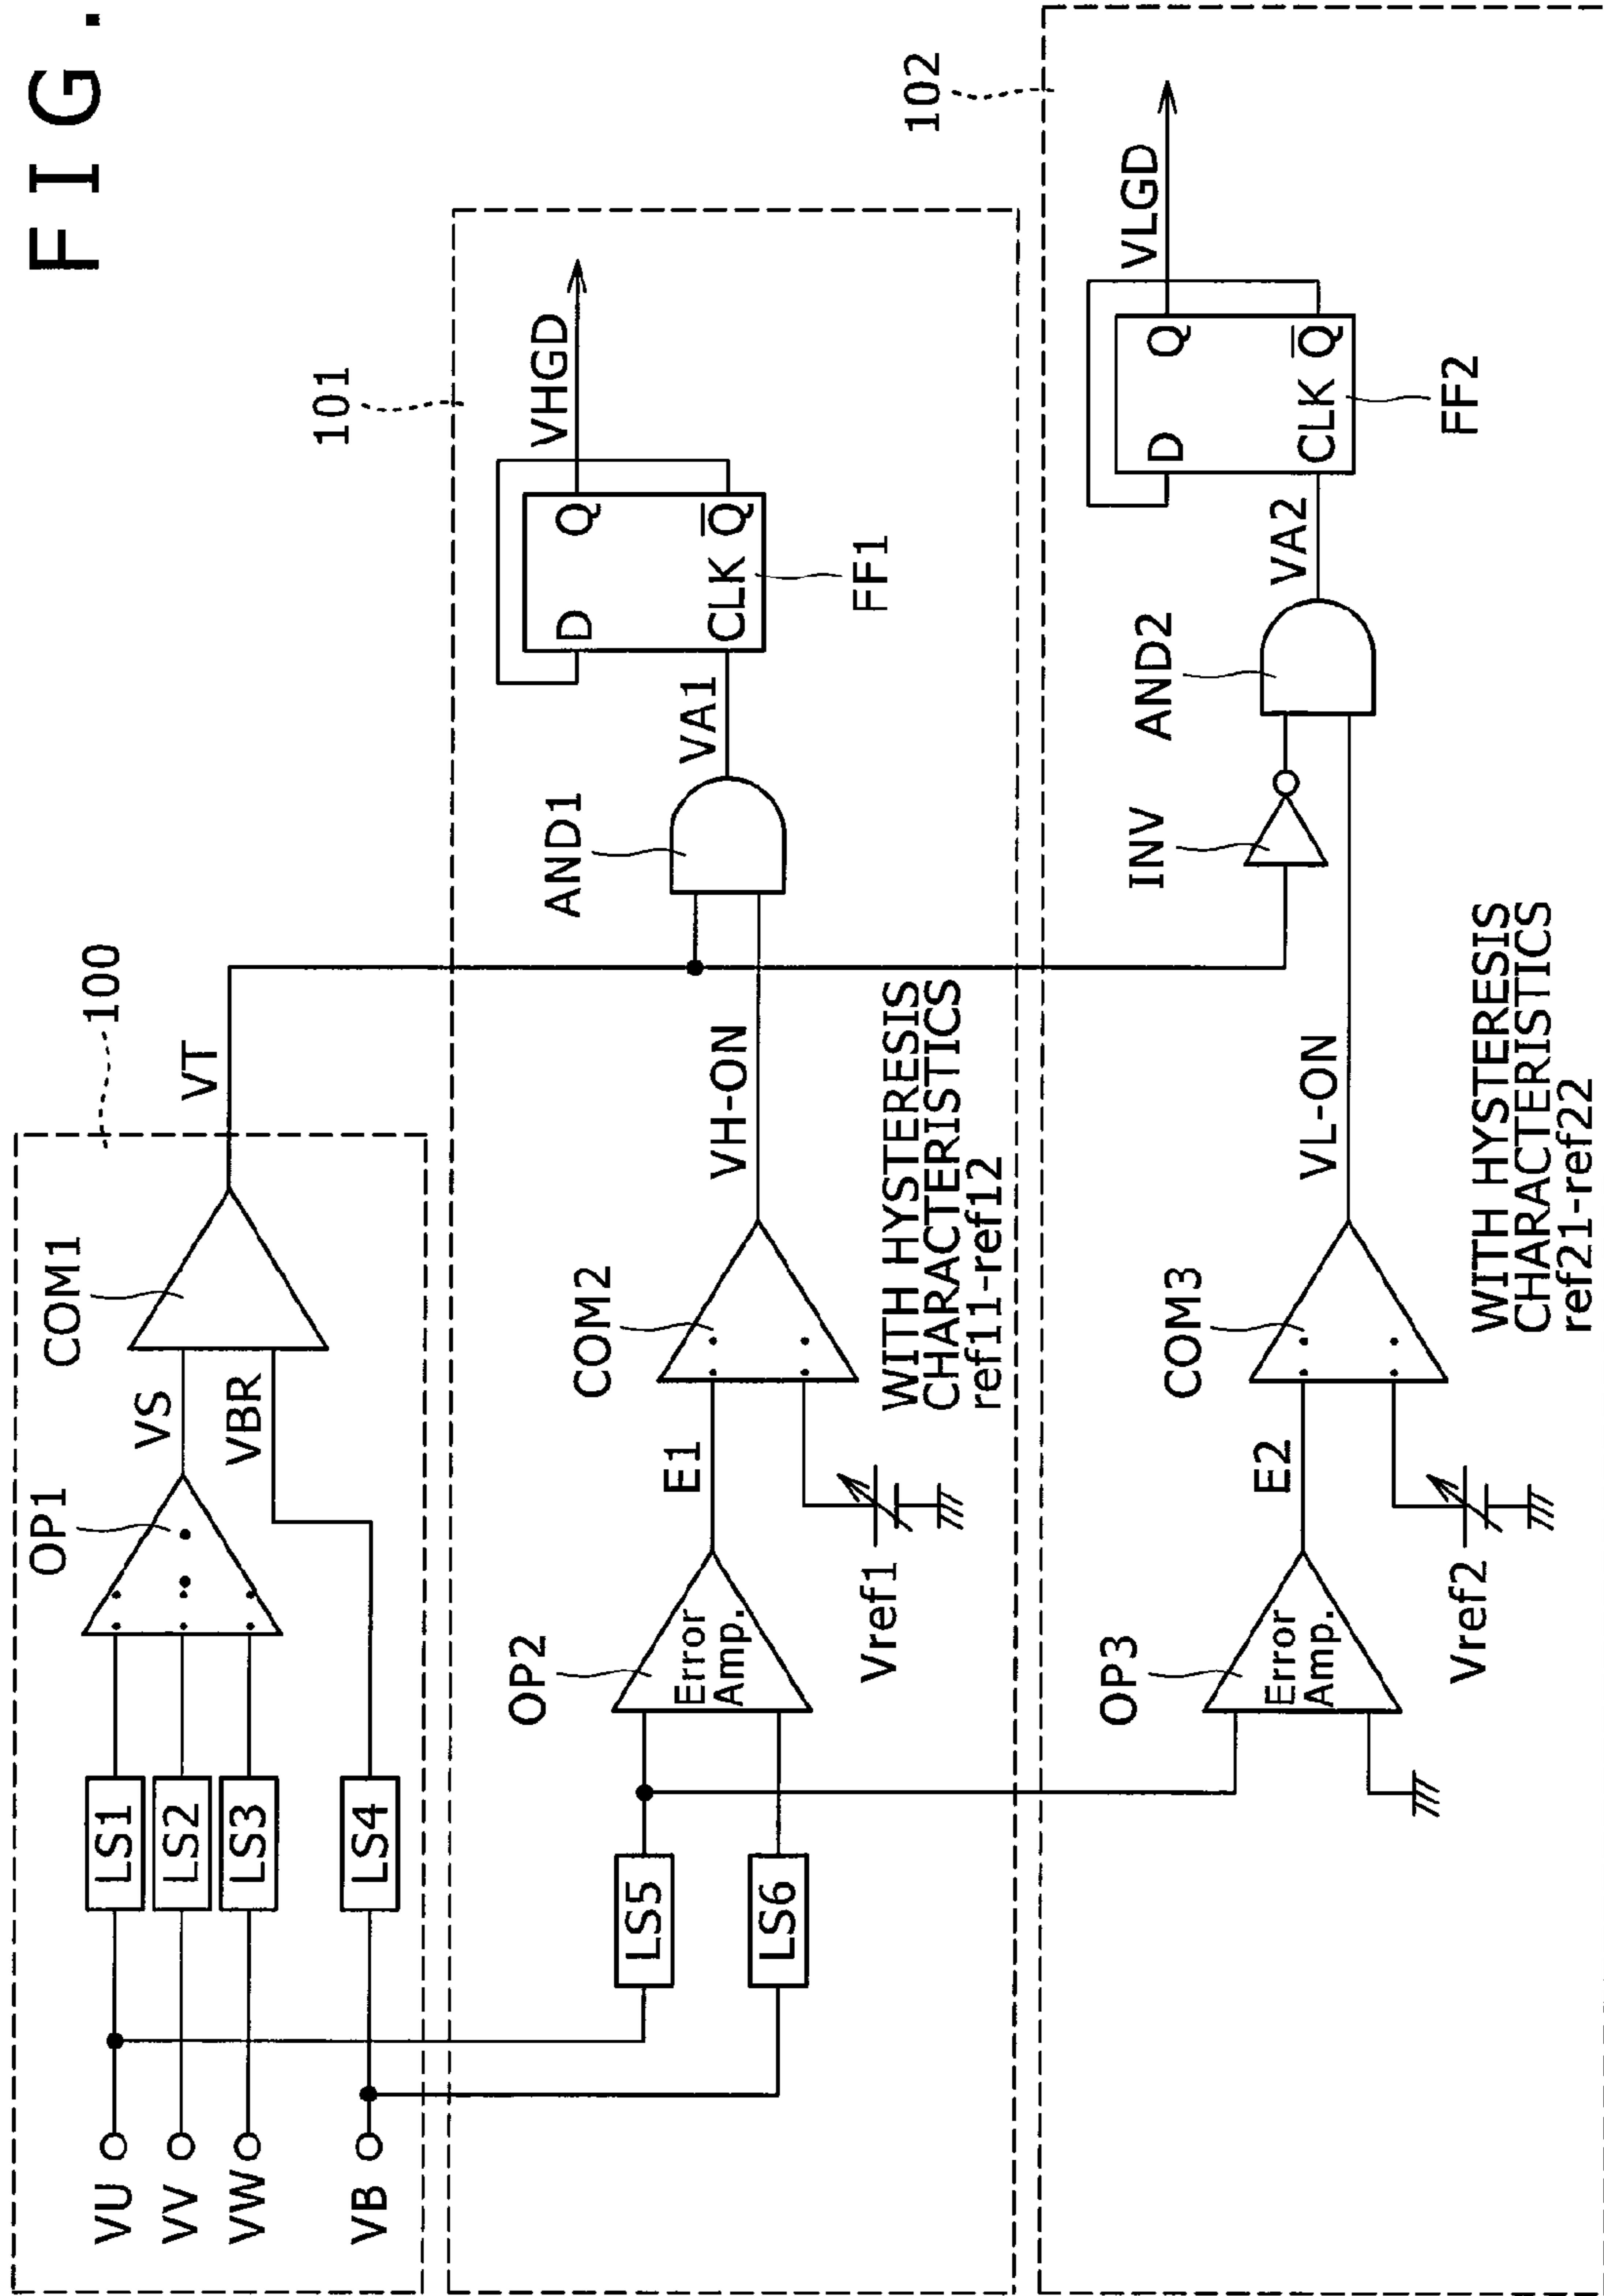 FIG.
100
VU
VV
VW
VB
LS1
LS2
LS3
LS4
OP1
VS
VBR
COM1
VT
101
LS5
LS6
OP2
Error
Amp.
E1
Vref1
COM2
WITH HYSTERESIS
CHARACTERISTICS
ref11-ref12
VH-ON
AND1
VA1
D
Q
CLK
Q
FF1
VHGD
102
OP3
Error
Amp.
E2
Vref2
COM3
WITH HYSTERESIS
CHARACTERISTICS
ref21-ref22
VL-ON
INV
AND2
VA2
D
Q
CLK
Q
FF2
VLGD